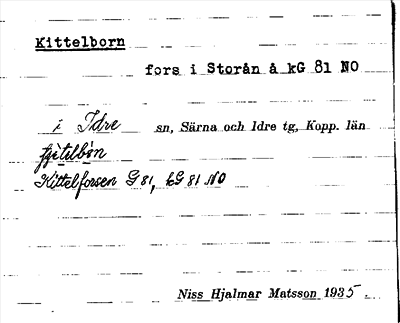 Kittelborn
fors i Storån å kG 81 NO
i Idre sn, Särna och Idre tg, Kopp. län
Kittelforsen G 81, kG 81 NO
Niss Hjalmar Matsson 1935